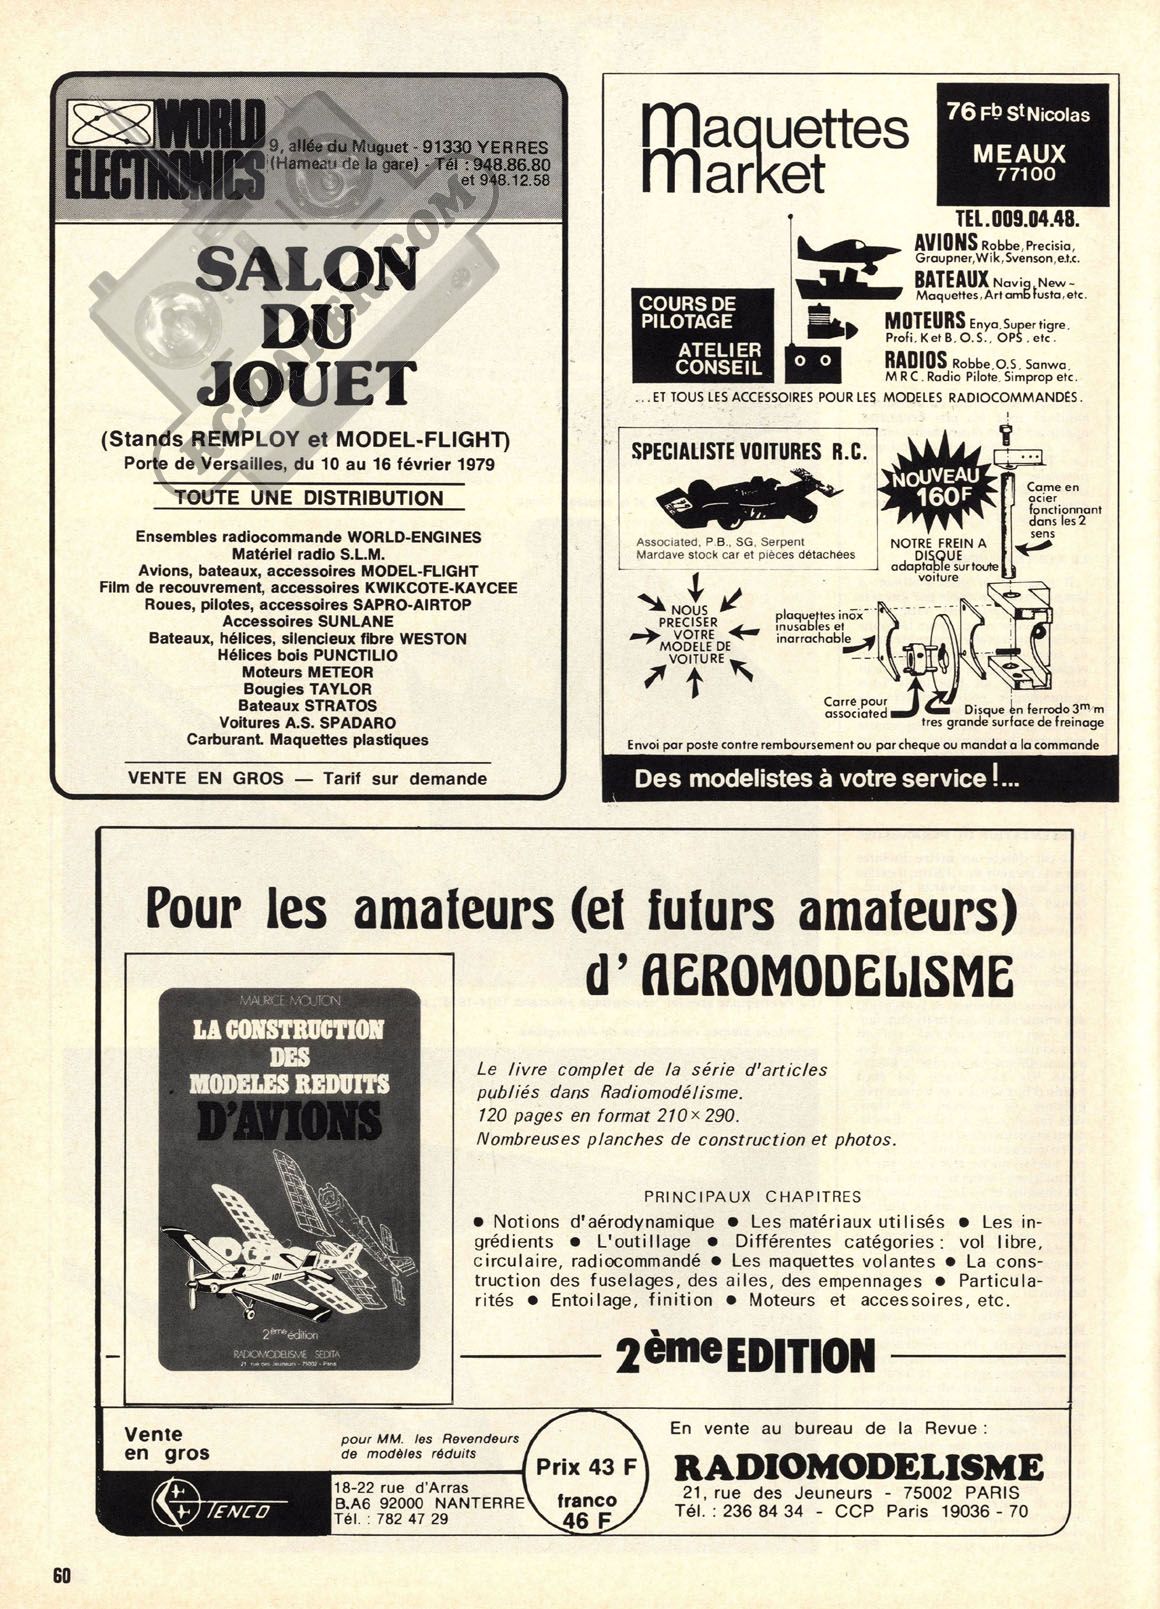 WORLD
ELECTRONICS
9, allée du Muguet - 91330 YERRES
(Hameau de la gare) - Tél : 948.86.80
et 948.12.58
SALON
DU
JOUET
(Stands REMPLOY et MODEL-FLIGHT)
Porte de Versailles, du 10 au 16 février 1979
TOUTE UNE DISTRIBUTION
Ensembles radiocommande WORLD-ENGINES
Matériel radio S.L.M.
Avions, bateaux, accessoires MODEL-FLIGHT
Film de recouvrement, accessoires KWIKCOTE-KAYCEE
Roues, pilotes, accessoires SAPRO-AIRTOP
Accessoires SUNLANE
Bateaux, hélices, silencieux fibre WESTON
Hélices bois PUNCTILIO
Moteurs METEOR
Bougies TAYLOR
Bateaux STRATOS
Voitures A.S. SPADARO
Carburant. Maquettes plastiques
VENTE EN GROS — Tarif sur demande
RC-DATER.COM
maquettes
market
76 Fb St Nicolas
MEAUX
77100
TEL.009.04.48.
AVIONS Robbe, Precisia,
Graupner, Wik, Svenson, e.t.c.
BATEAUX Navig, New-
Maquettes, Art amb fusta, etc.
MOTEURS Enya, Super tigre,
Profi. K et B, O.S., OPS . etc.
RADIOS Robbe, O.S. Sanwa,
M R C. Radio Pilote, Simprop etc.
COURS DE
PILOTAGE
ATELIER
CONSEIL
...ET TOUS LES ACCESSOIRES POUR LES MODELES RADIOCOMMANDÉS.
SPECIALISTE VOITURES R.C.
Associated, P.B., SG, Serpent
Mardave stock car et pièces détachées
NOUVEAU
160F
NOTRE FREIN A
DISQUE
adaptable sur toute
voiture
Came en
acier
fonctionnant
dans les 2
sens
NOUS
PRECISER
VOTRE
MODELE DE
VOITURE
plaquettes inox
inusables et
inarrachable
Carré pour
associated
Disque en ferrodo 3m/m
tres grande surface de freinage
Envoi par poste contre remboursement ou par cheque ou mandat a la commande
Des modelistes à votre service !...
Pour les amateurs (et futurs amateurs)
d' AEROMODELISME
MAURICE MOUTON
LA CONSTRUCTION
DES
MODELES REDUITS
D'AVIONS
101
2ème édition
RADIOMODELISME SEDITA
21 rue des Jeuneurs - 75002 - Paris
Le livre complet de la série d'articles
publiés dans Radiomodélisme.
120 pages en format 210 × 290.
Nombreuses planches de construction et photos.
PRINCIPAUX CHAPITRES
● Notions d'aérodynamique ● Les matériaux utilisés ● Les in-
grédients ● L'outillage ● Différentes catégories : vol libre,
circulaire, radiocommandé ● Les maquettes volantes ● La cons-
truction des fuselages, des ailes, des empennages ● Particula-
rités ● Entoilage, finition ● Moteurs et accessoires, etc.
2ème EDITION
Vente
en gros
pour MM. les Revendeurs
de modèles réduits
TENCO
18-22 rue d'Arras
B.A6 92000 NANTERRE
Tél. : 782 47 29
Prix 43 F
franco
46 F
En vente au bureau de la Revue :
RADIOMODELISME
21, rue des Jeuneurs - 75002 PARIS
Tél. : 236 84 34 - CCP Paris 19036 - 70
60